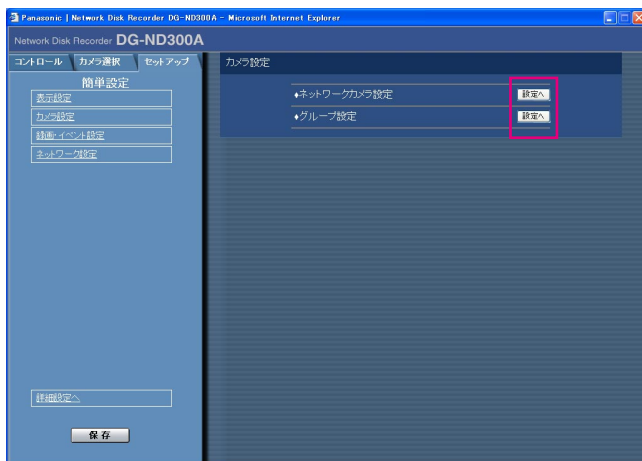 Panasonic | Network Disk Recorder DG-ND300A - Microsoft Internet Explorer
Network Disk Recorder DG-ND300A
コントロール カメラ選択 セットアップ
カメラ設定
簡単設定
表示設定
カメラ設定
録画・イベント設定
ネットワーク設定
♦ネットワークカメラ設定 設定へ
♦グループ設定 設定へ
詳細設定へ
保存